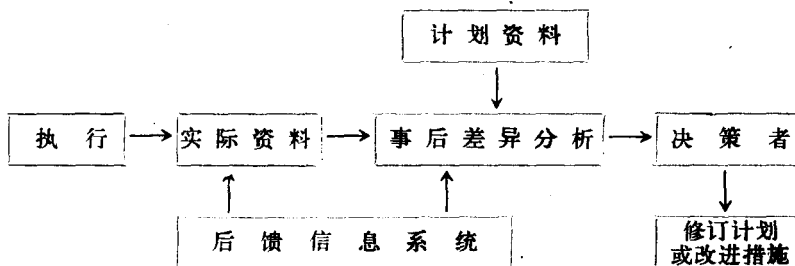 计划资料
执行
实际资料
事后差异分析
决策者
后馈信息系统
修订计划
或改进措施